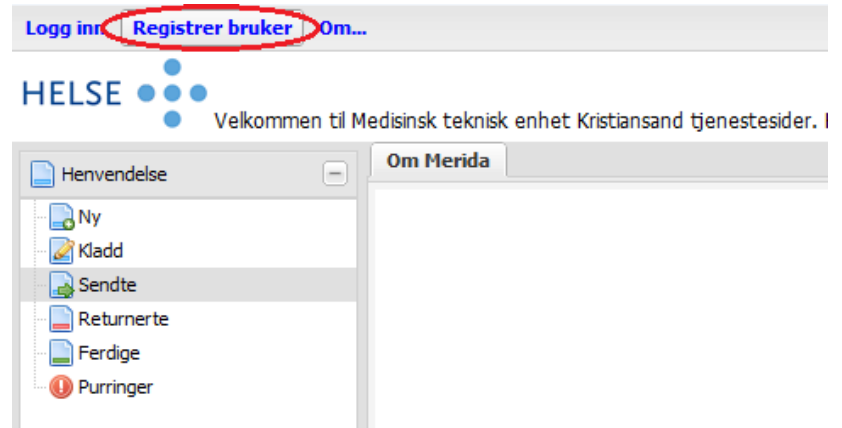 Logg inn Registrer bruker Om...
HELSE
Velkommen til Medisinsk teknisk enhet Kristiansand tjenestesider.
Henvendelse
Om Merida
Ny
Kladd
Sendte
Returnerte
Ferdige
Purringer